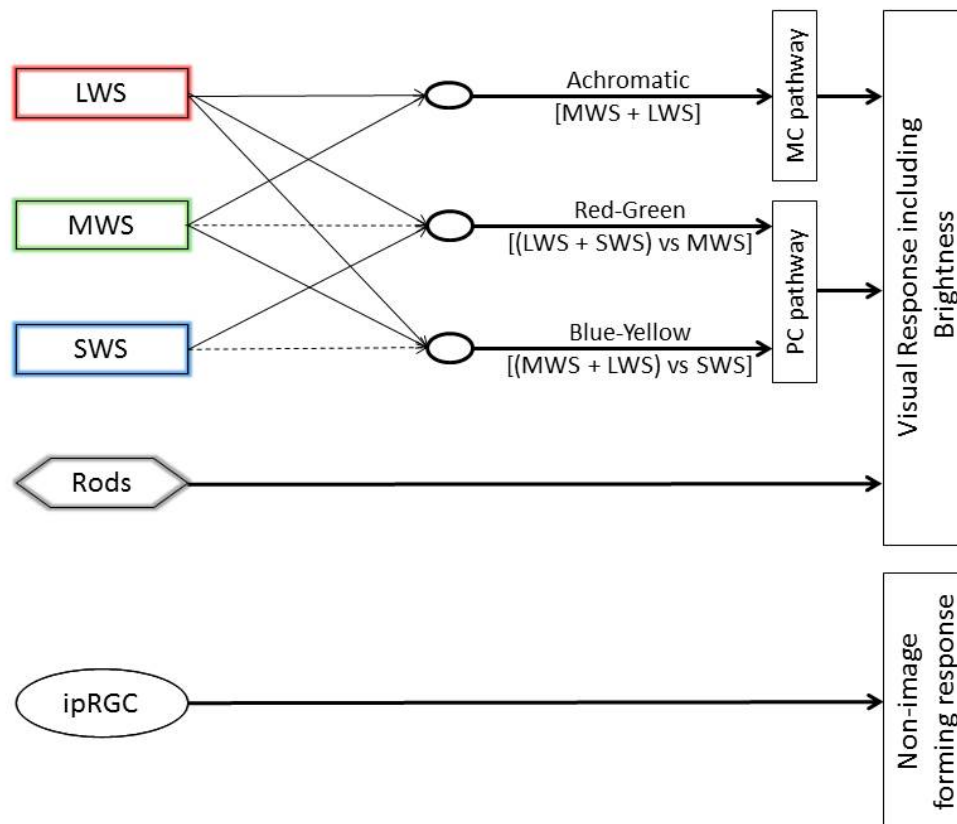 LWS
MWS
SWS
Rods
ipRGC
Achromatic
[MWS + LWS]
Red-Green
[(LWS + SWS) vs MWS]
Blue-Yellow
[(MWS + LWS) vs SWS]
MC pathway
PC pathway
Visual Response including
Brightness
Non-image
forming response